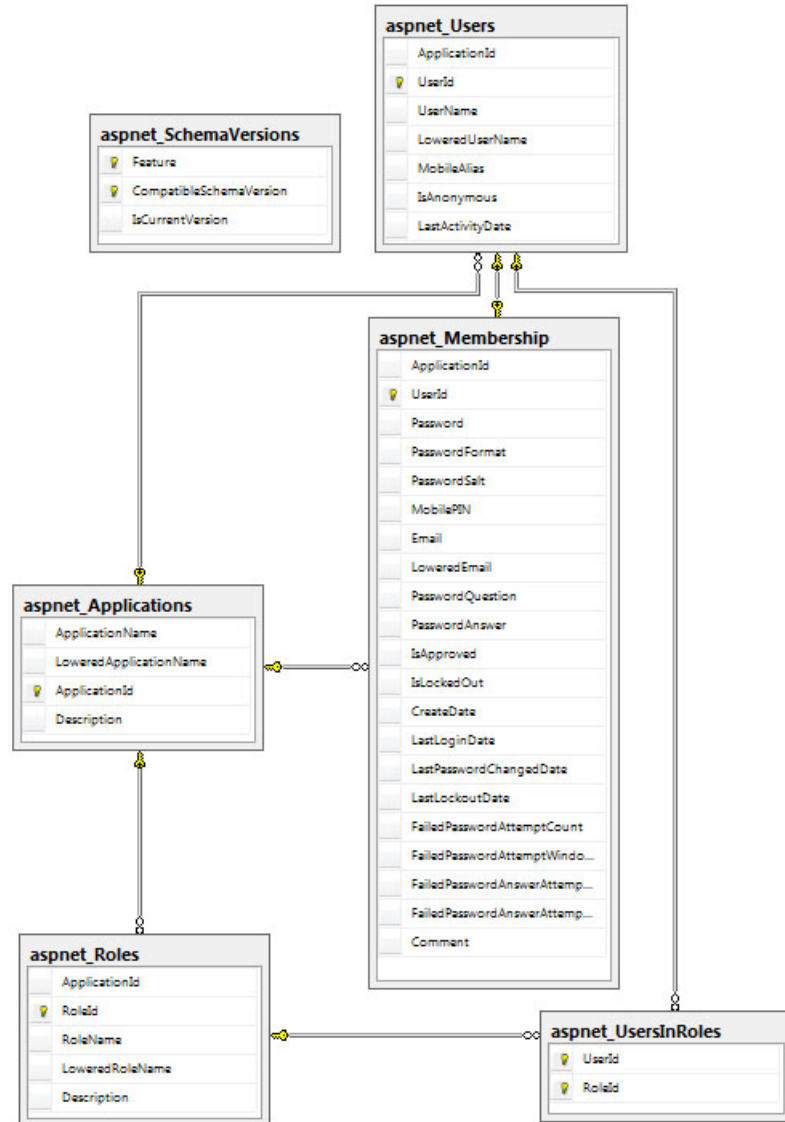 aspnet_Users
ApplicationId
UserId
UserName
LoweredUserName
MobileAlias
IsAnonymous
LastActivityDate
aspnet_SchemaVersions
Feature
CompatibleSchemaVersion
IsCurrentVersion
aspnet_Membership
ApplicationId
UserId
Password
PasswordFormat
PasswordSalt
MobilePIN
Email
LoweredEmail
PasswordQuestion
PasswordAnswer
IsApproved
IsLockedOut
CreateDate
LastLoginDate
LastPasswordChangedDate
LastLockoutDate
FailedPasswordAttemptCount
FailedPasswordAttemptWindo...
FailedPasswordAnswerAttemp...
FailedPasswordAnswerAttemp...
Comment
aspnet_Applications
ApplicationName
LoweredApplicationName
ApplicationId
Description
aspnet_Roles
ApplicationId
RoleId
RoleName
LoweredRoleName
Description
aspnet_UsersInRoles
UserId
RoleId